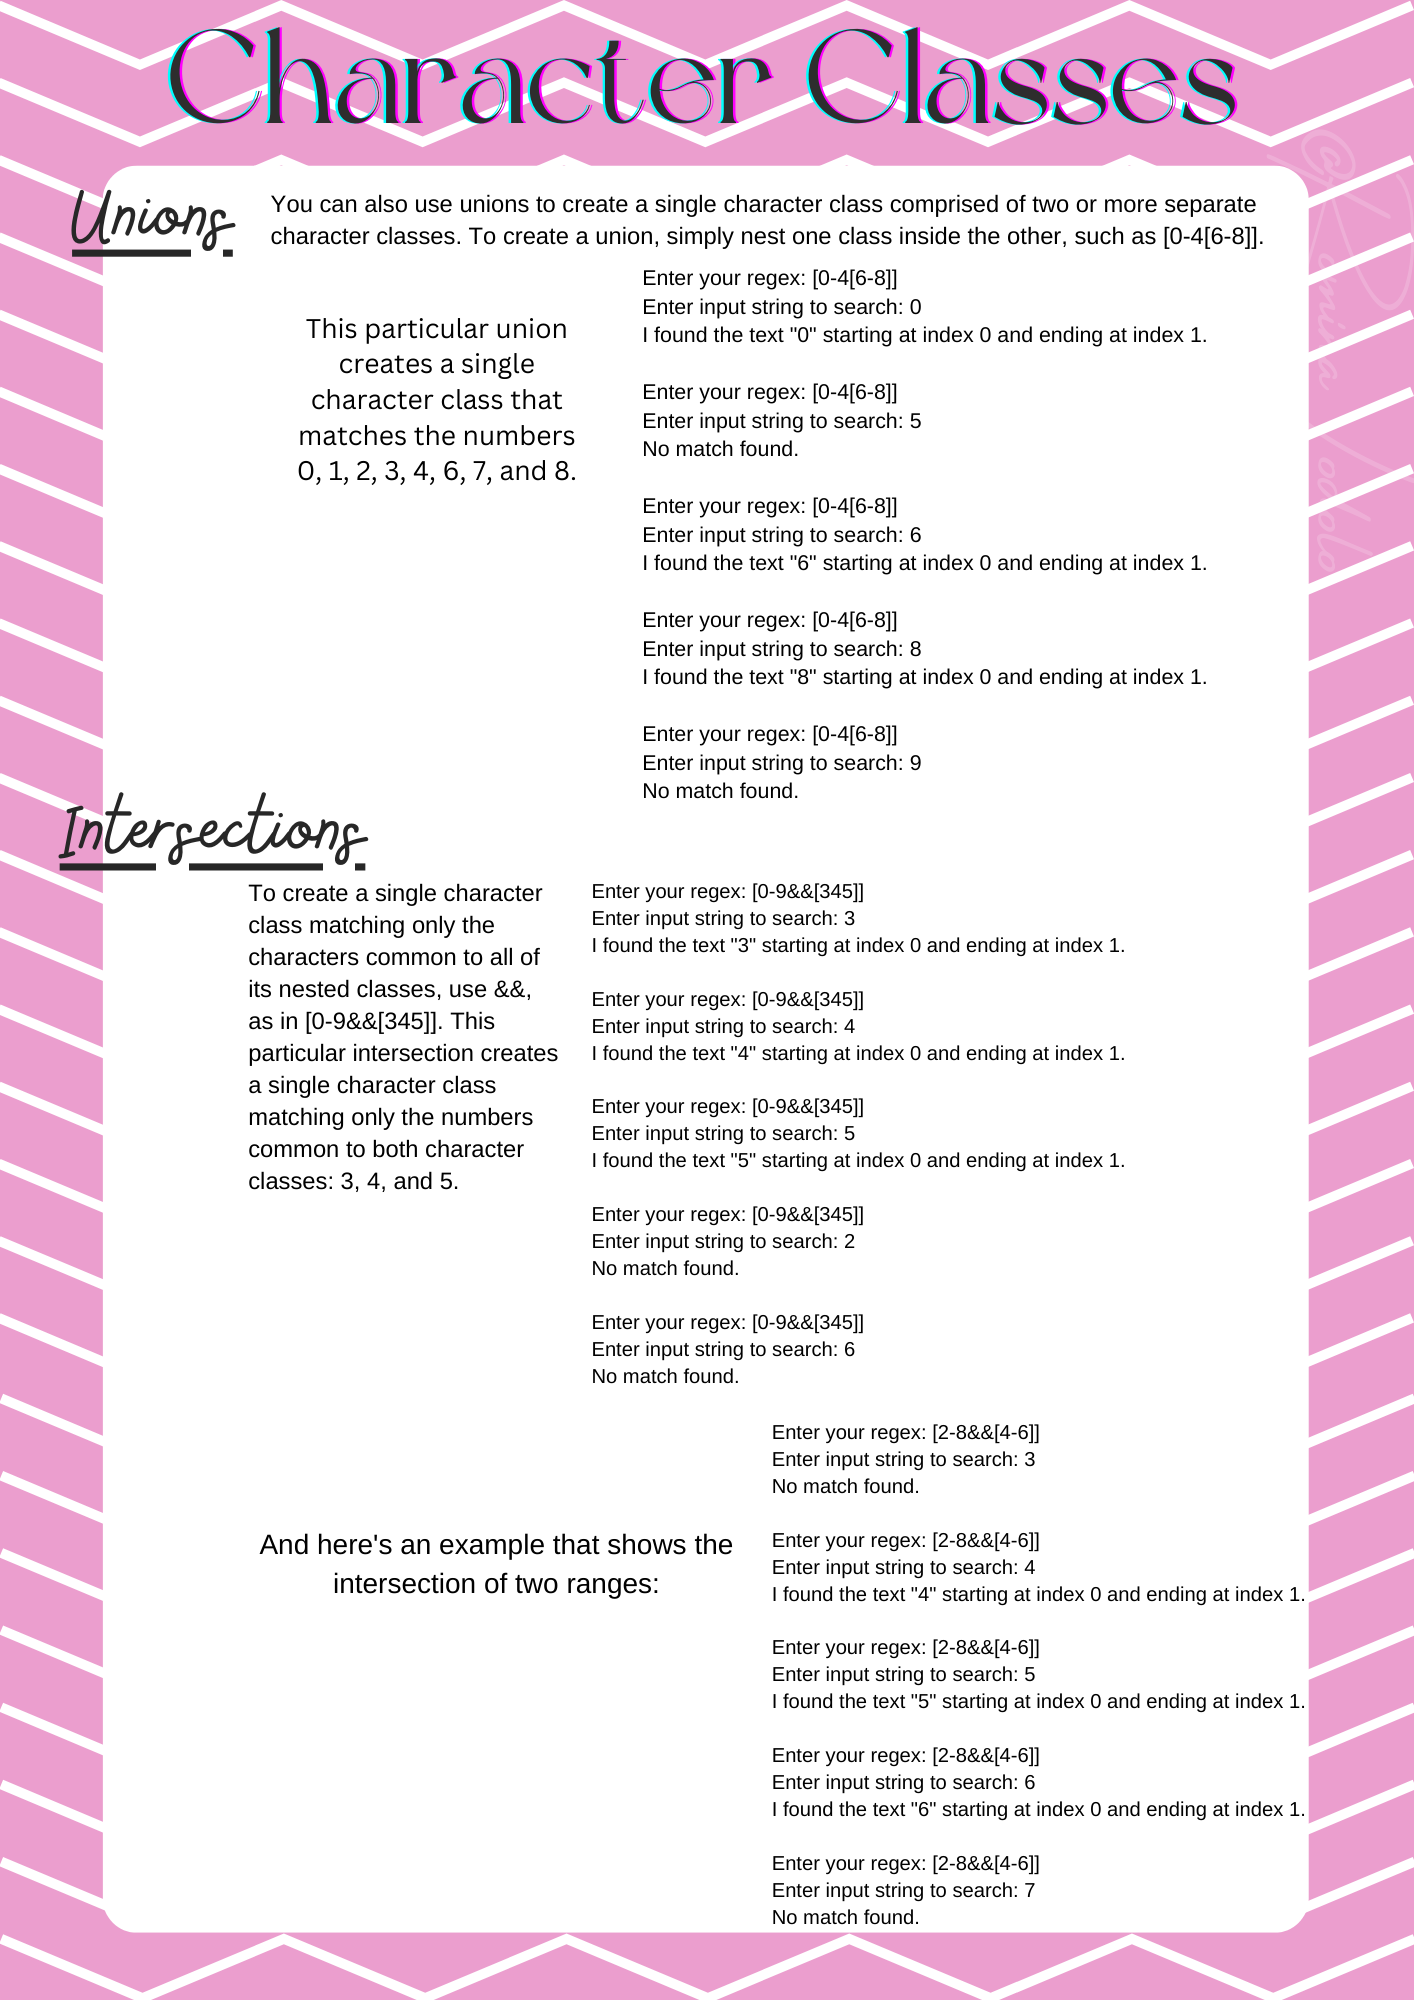 Character Classes
Unions
You can also use unions to create a single character class comprised of two or more separate
character classes. To create a union, simply nest one class inside the other, such as [0-4[6-8]].
This particular union
creates a single
character class that
matches the numbers
0, 1, 2, 3, 4, 6, 7, and 8.
Enter your regex: [0-4[6-8]]
Enter input string to search: 0
I found the text "0" starting at index 0 and ending at index 1.
Enter your regex: [0-4[6-8]]
Enter input string to search: 5
No match found.
Enter your regex: [0-4[6-8]]
Enter input string to search: 6
I found the text "6" starting at index 0 and ending at index 1.
Enter your regex: [0-4[6-8]]
Enter input string to search: 8
I found the text "8" starting at index 0 and ending at index 1.
Enter your regex: [0-4[6-8]]
Enter input string to search: 9
No match found.
Intersections
To create a single character
class matching only the
characters common to all of
its nested classes, use &&,
as in [0-9&&[345]]. This
particular intersection creates
a single character class
matching only the numbers
common to both character
classes: 3, 4, and 5.
Enter your regex: [0-9&&[345]]
Enter input string to search: 3
I found the text "3" starting at index 0 and ending at index 1.
Enter your regex: [0-9&&[345]]
Enter input string to search: 4
I found the text "4" starting at index 0 and ending at index 1.
Enter your regex: [0-9&&[345]]
Enter input string to search: 5
I found the text "5" starting at index 0 and ending at index 1.
Enter your regex: [0-9&&[345]]
Enter input string to search: 2
No match found.
Enter your regex: [0-9&&[345]]
Enter input string to search: 6
No match found.
And here's an example that shows the
intersection of two ranges:
Enter your regex: [2-8&&[4-6]]
Enter input string to search: 3
No match found.
Enter your regex: [2-8&&[4-6]]
Enter input string to search: 4
I found the text "4" starting at index 0 and ending at index 1.
Enter your regex: [2-8&&[4-6]]
Enter input string to search: 5
I found the text "5" starting at index 0 and ending at index 1.
Enter your regex: [2-8&&[4-6]]
Enter input string to search: 6
I found the text "6" starting at index 0 and ending at index 1.
Enter your regex: [2-8&&[4-6]]
Enter input string to search: 7
No match found.